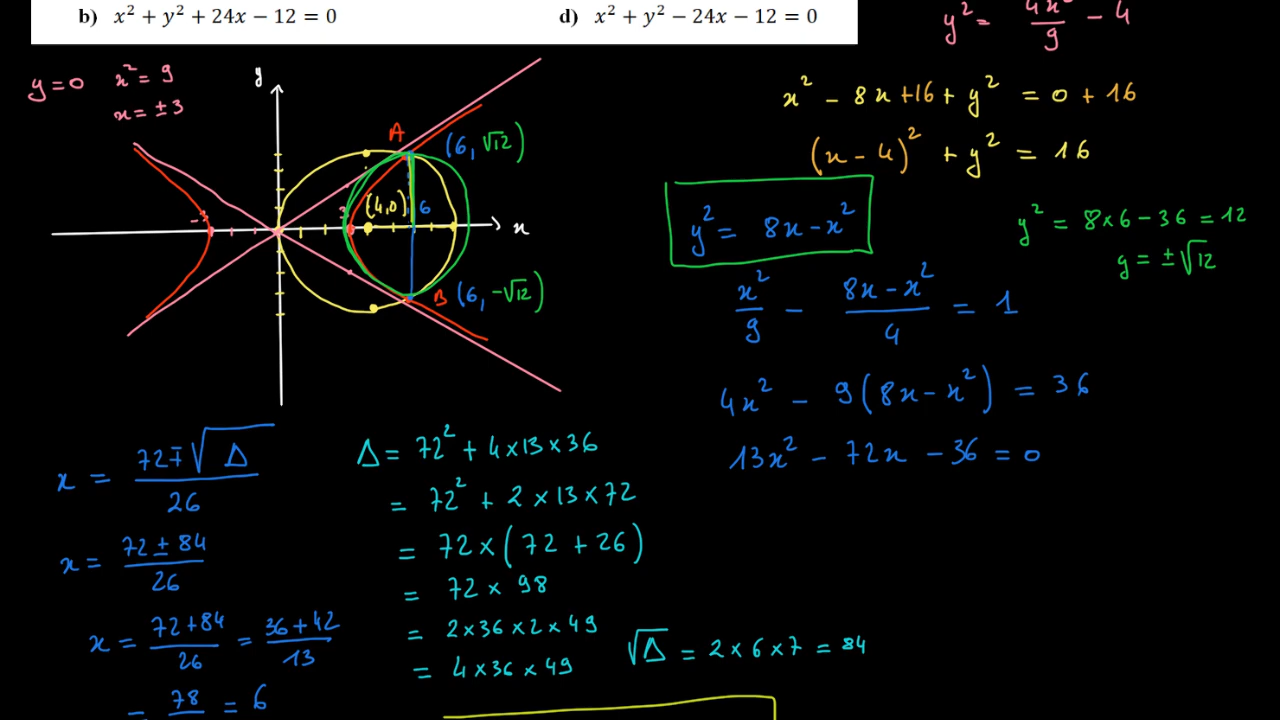 b) x² + y² + 24x − 12 = 0
d) x² + y² − 24x − 12 = 0
y² = 4x²/9 − 4
y=0 x² = 9
x = ±3
y
A
(6, √12)
-3
3
(4,0)
6
x
B (6, -√12)
x² − 8x +16 + y² = 0 + 16
(x − 4)² + y² = 16
y² = 8x − x²
y² = 8×6 − 36 = 12
y = ±√12
x²/9 − (8x − x²)/4 = 1
4x² − 9(8x − x²) = 36
13x² − 72x − 36 = 0
x = (72 ∓ √Δ)/26
x = (72 ± 84)/26
x = (72+84)/26 = (36+42)/13
= 78/ = 6
Δ = 72² + 4×13×36
= 72² + 2×13×72
= 72×(72 + 26)
= 72 × 98
= 2×36×2×49
= 4×36×49
√Δ = 2×6×7 = 84